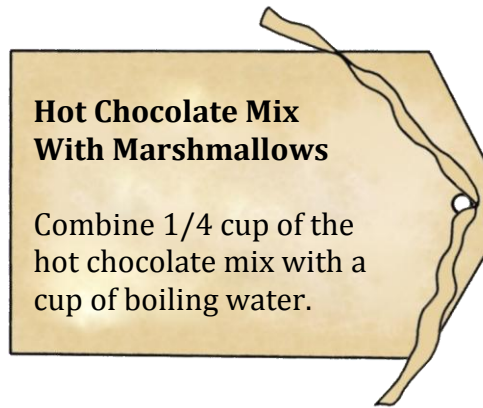 Hot Chocolate Mix
With Marshmallows
Combine 1/4 cup of the
hot chocolate mix with a
cup of boiling water.